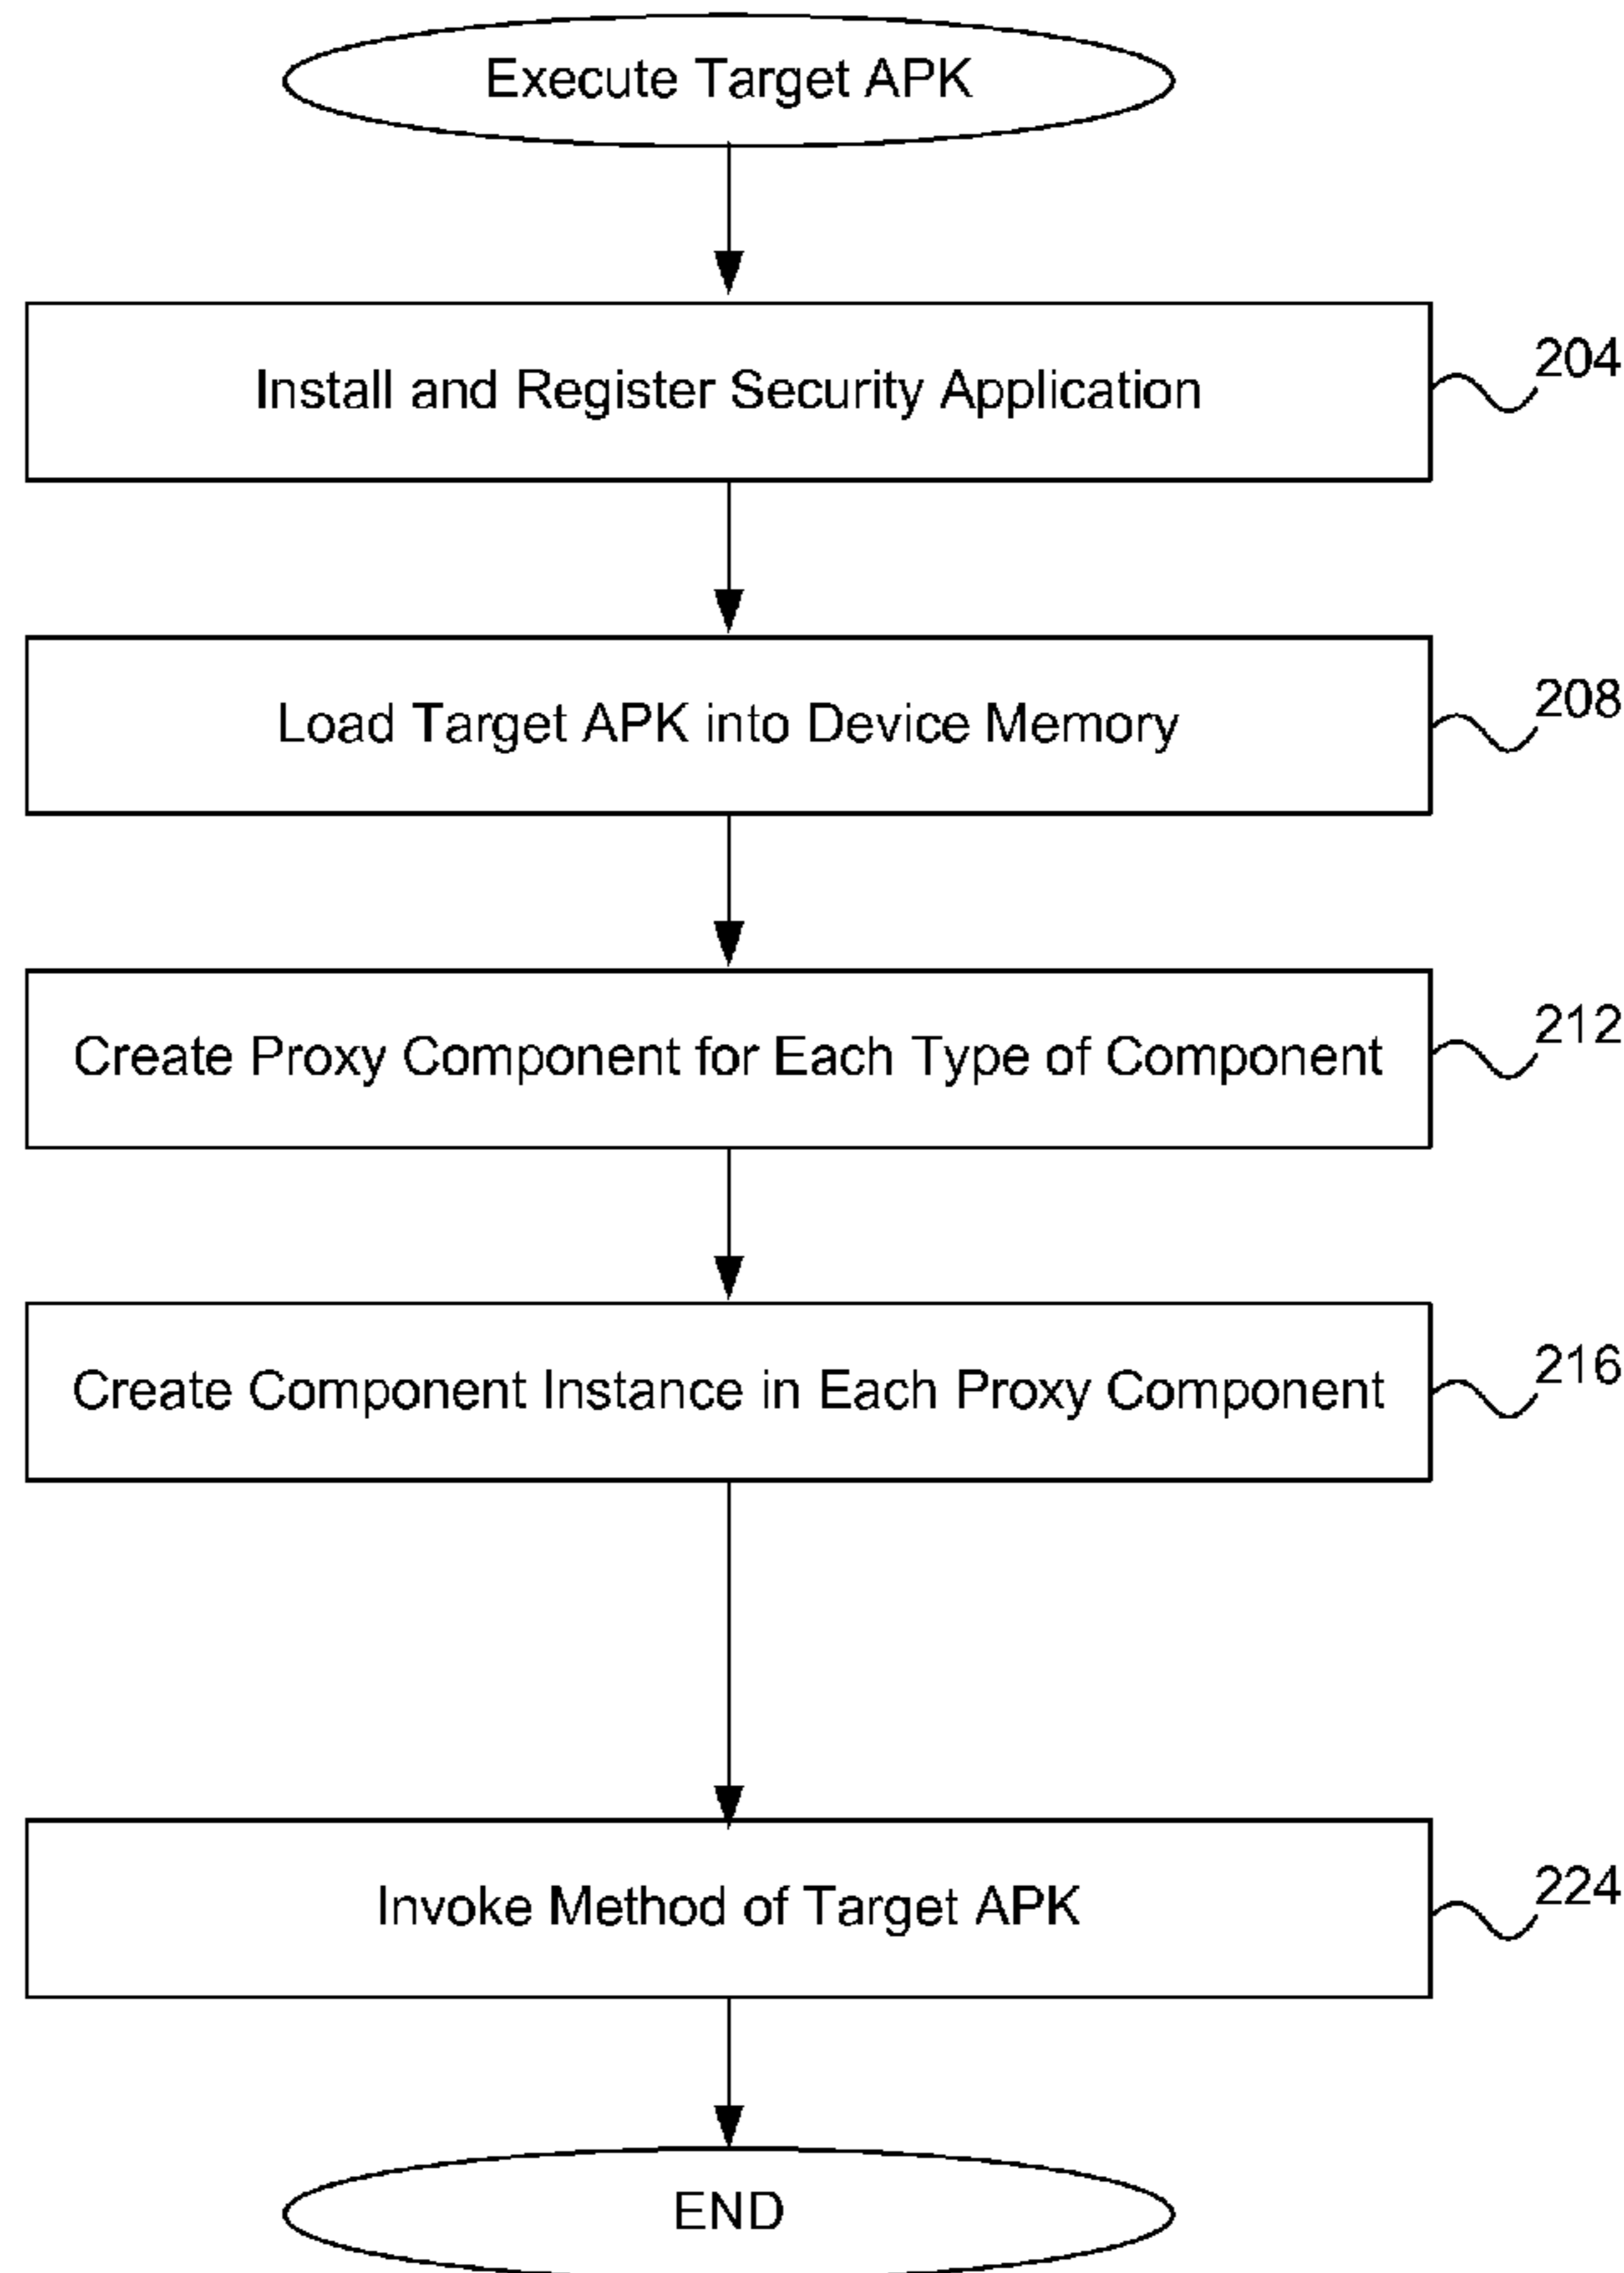 Execute Target APK
Install and Register Security Application
204
Load Target APK into Device Memory
208
Create Proxy Component for Each Type of Component
212
Create Component Instance in Each Proxy Component
216
Invoke Method of Target APK
224
END